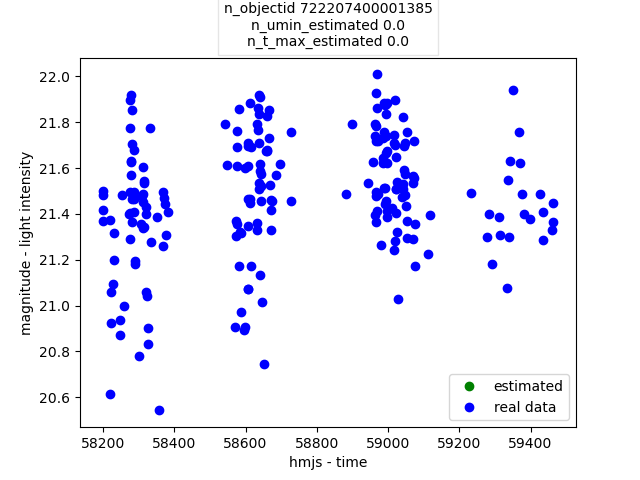 n_objectid 722207400001385
n_umin_estimated 0.0
n_t_max_estimated 0.0
22.0
21.8
21.6
21.4
21.2
21.0
20.8
20.6
magnitude - light intensity
estimated
real data
58200 58400 58600 58800 59000 59200 59400
hmjs - time